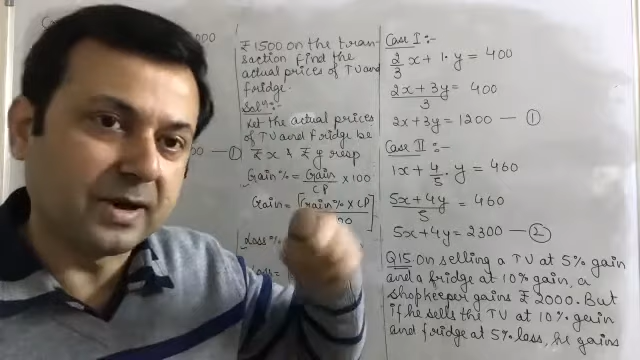 ₹1500 on the tran-
saction find the
actual prices of TV and
fridge.
Solⁿ:-
Let the actual prices
of TV and Fridge be
₹x & ₹y resp
Gain% = Gain/CP × 100
Gain = [Gain% × CP
Loss%
Case I :-
2/3 x + 1·y = 400
(2x + 3y)/3 = 400
2x + 3y = 1200 — ①
Case II :-
1x + 4/5 · y = 460
(5x + 4y)/5 = 460
5x + 4y = 2300 — ②
Q15. On selling a TV at 5% gain
and a fridge at 10% gain, a
shopkeeper gains ₹2000. But
if he sells the TV at 10% gain
and fridge at 5% loss, he gains